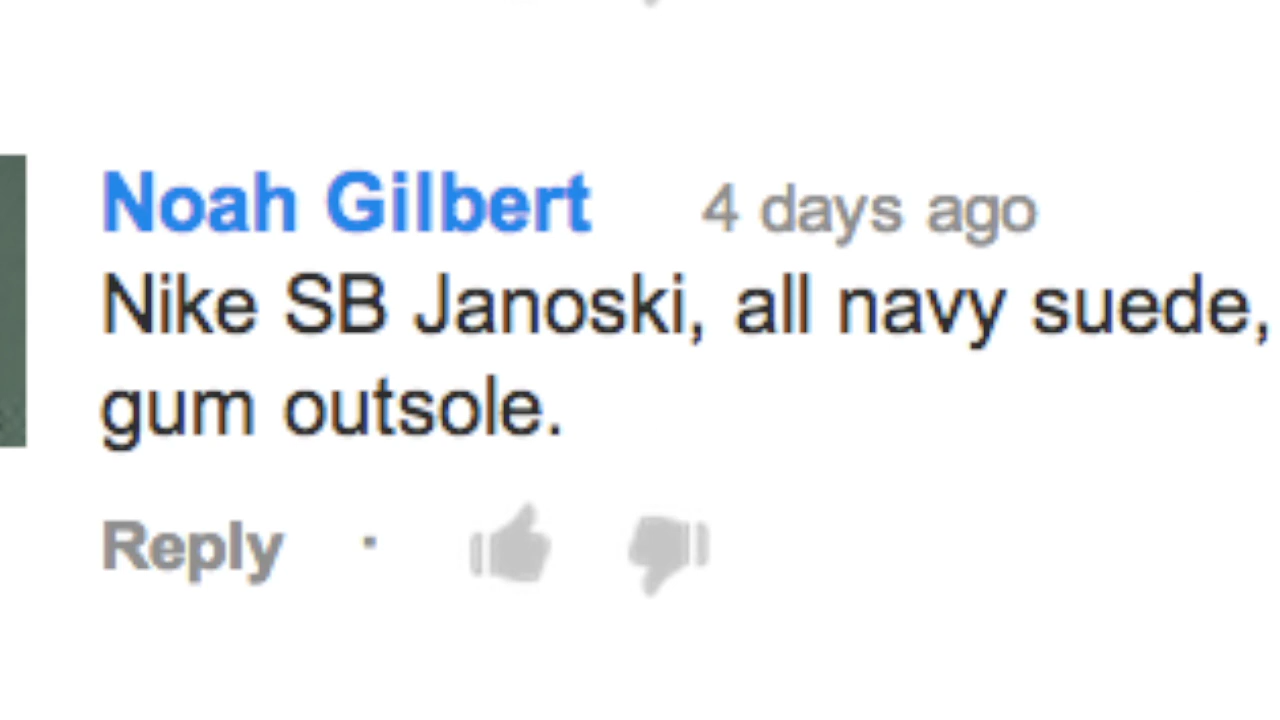 Noah Gilbert 4 days ago
Nike SB Janoski, all navy suede,
gum outsole.
Reply ·